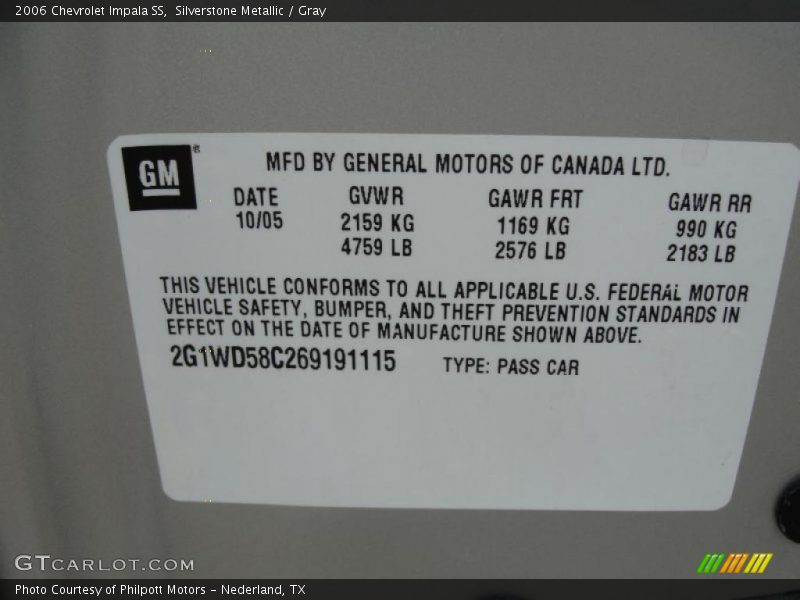 2006 Chevrolet Impala SS, Silverstone Metallic / Gray
GM®
MFD BY GENERAL MOTORS OF CANADA LTD.
DATE GVWR GAWR FRT GAWR RR
10/05 2159 KG 1169 KG 990 KG
4759 LB 2576 LB 2183 LB
THIS VEHICLE CONFORMS TO ALL APPLICABLE U.S. FEDERAL MOTOR
VEHICLE SAFETY, BUMPER, AND THEFT PREVENTION STANDARDS IN
EFFECT ON THE DATE OF MANUFACTURE SHOWN ABOVE.
2G1WD58C269191115 TYPE: PASS CAR
GTCARLOT.COM
Photo Courtesy of Philpott Motors - Nederland, TX